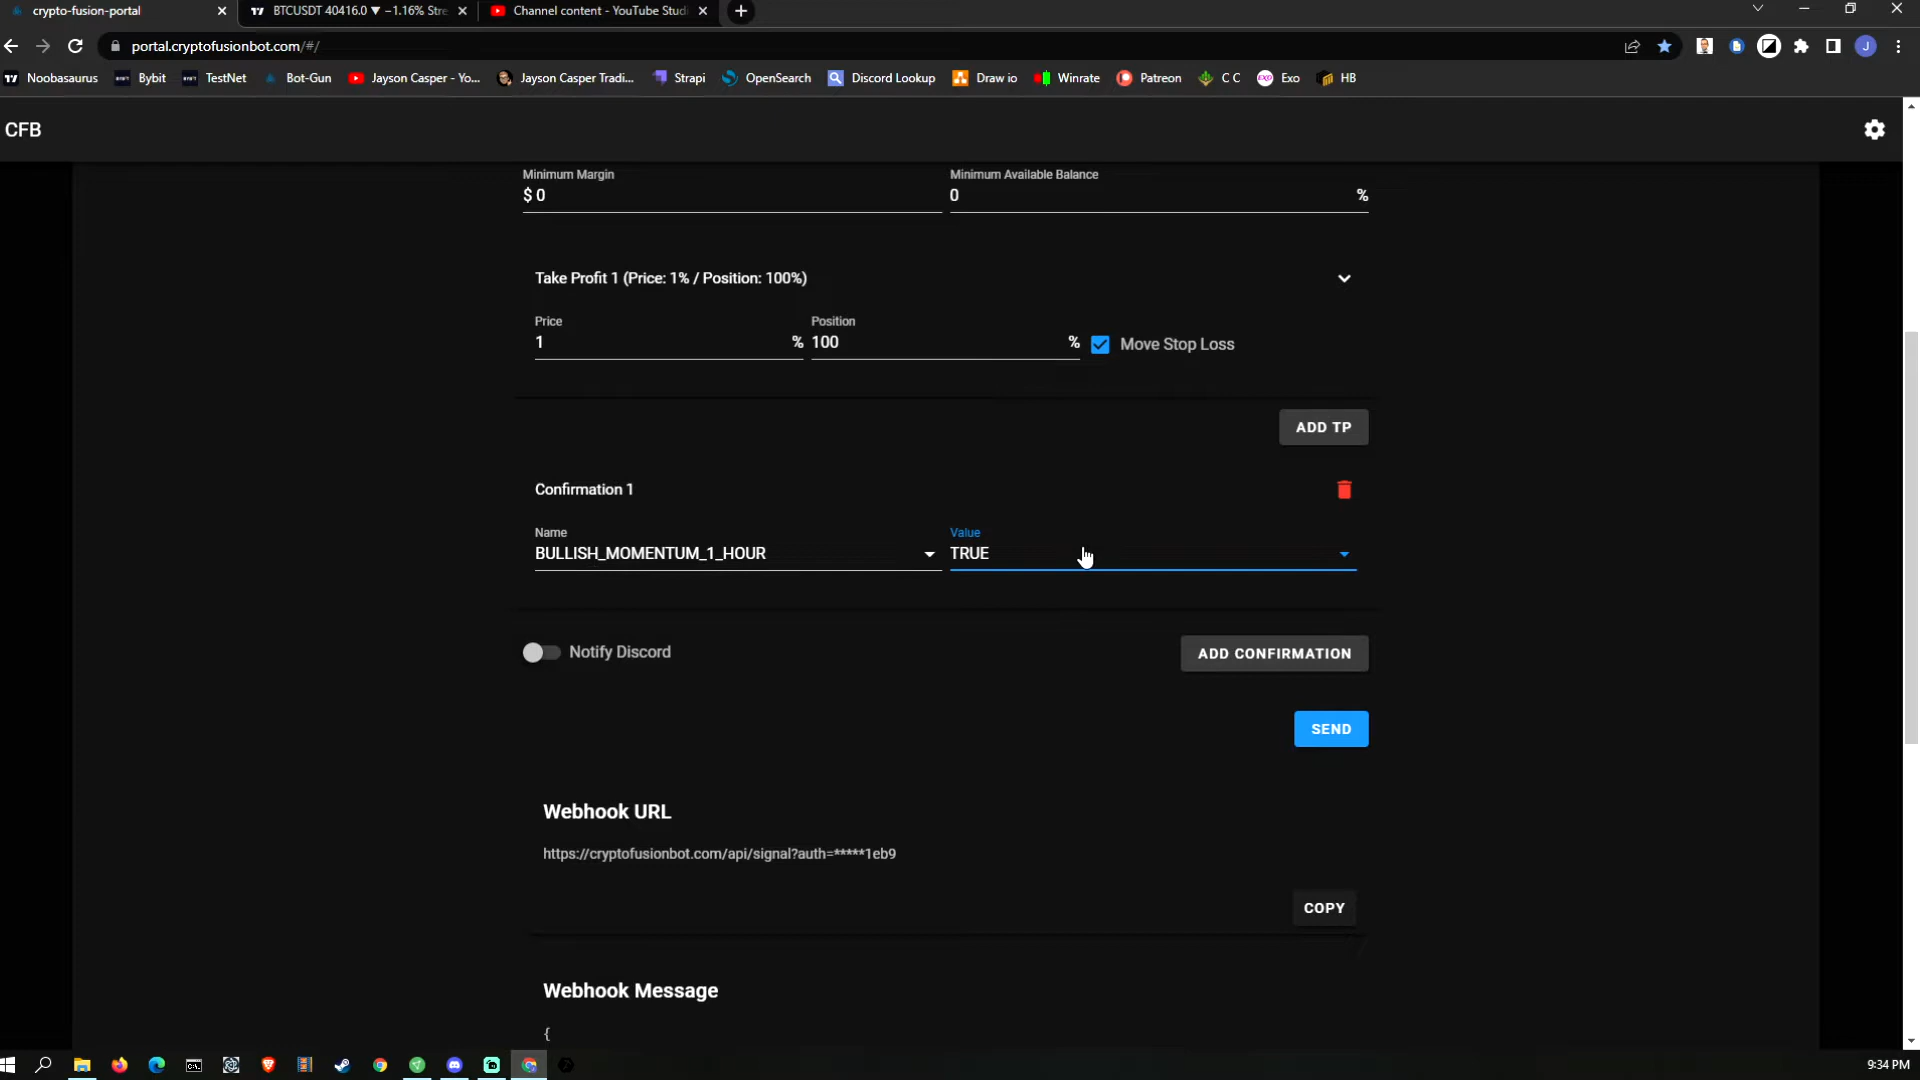 crypto-fusion-portal
BTCUSDT 40416.0 ▼ −1.16% Stre
Channel content - YouTube Studi
portal.cryptofusionbot.com/#/
Noobasaurus
Bybit
TestNet
Bot-Gun
Jayson Casper - Yo...
Jayson Casper Tradi...
Strapi
OpenSearch
Discord Lookup
Draw io
Winrate
Patreon
C C
Exo
HB
J
CFB
Minimum Margin
Minimum Available Balance
$ 0
0 %
Take Profit 1 (Price: 1% / Position: 100%)
Price
Position
1 %
100 %
Move Stop Loss
ADD TP
Confirmation 1
Name
Value
BULLISH_MOMENTUM_1_HOUR
TRUE
Notify Discord
ADD CONFIRMATION
SEND
Webhook URL
https://cryptofusionbot.com/api/signal?auth=*****1eb9
COPY
Webhook Message
{
9:34 PM